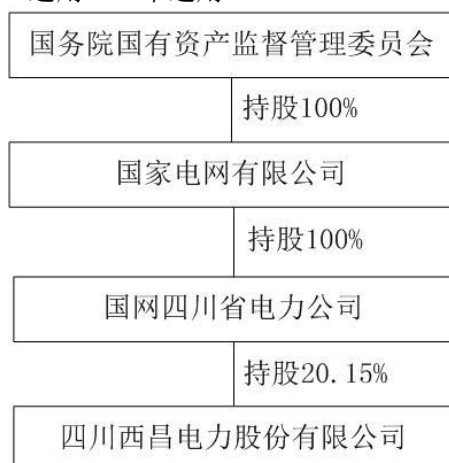 国务院国有资产监督管理委员会
持股100%
国家电网有限公司
持股100%
国网四川省电力公司
持股20.15%
四川西昌电力股份有限公司